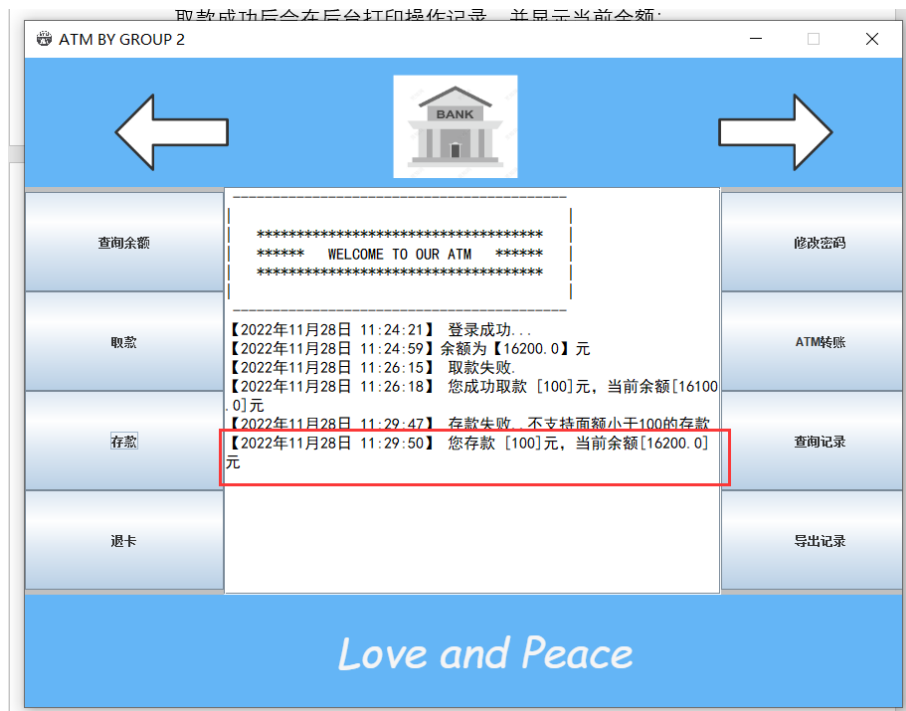 取款成功后会在后台打印操作记录，并显示当前余额：
ATM BY GROUP 2
BANK
查询余额
取款
存款
退卡
************************************
****** WELCOME TO OUR ATM ******
************************************
【2022年11月28日 11:24:21】 登录成功...
【2022年11月28日 11:24:59】余额为【16200.0】元
【2022年11月28日 11:26:15】 取款失败.
【2022年11月28日 11:26:18】 您成功取款 [100]元，当前余额[16100
.0]元
【2022年11月28日 11:29:47】 存款失败..不支持面额小于100的存款
【2022年11月28日 11:29:50】 您存款 [100]元，当前余额[16200.0]
元
修改密码
ATM转账
查询记录
导出记录
Love and Peace